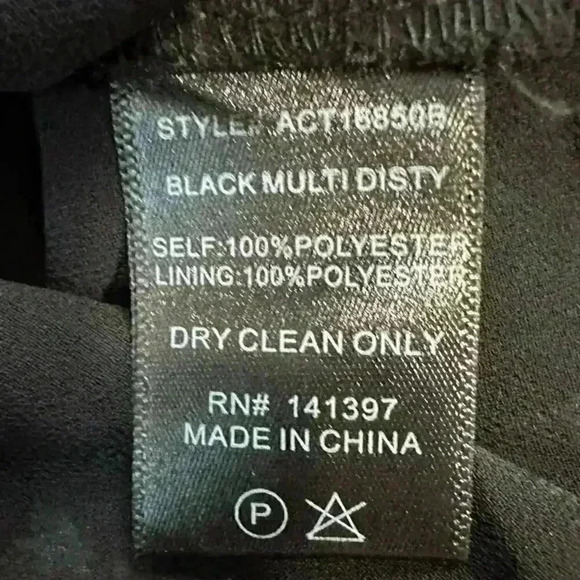 STYLE# ACT16850B
BLACK MULTI DISTY
SELF:100%POLYESTER
LINING:100%POLYESTER
DRY CLEAN ONLY
RN# 141397
MADE IN CHINA
P